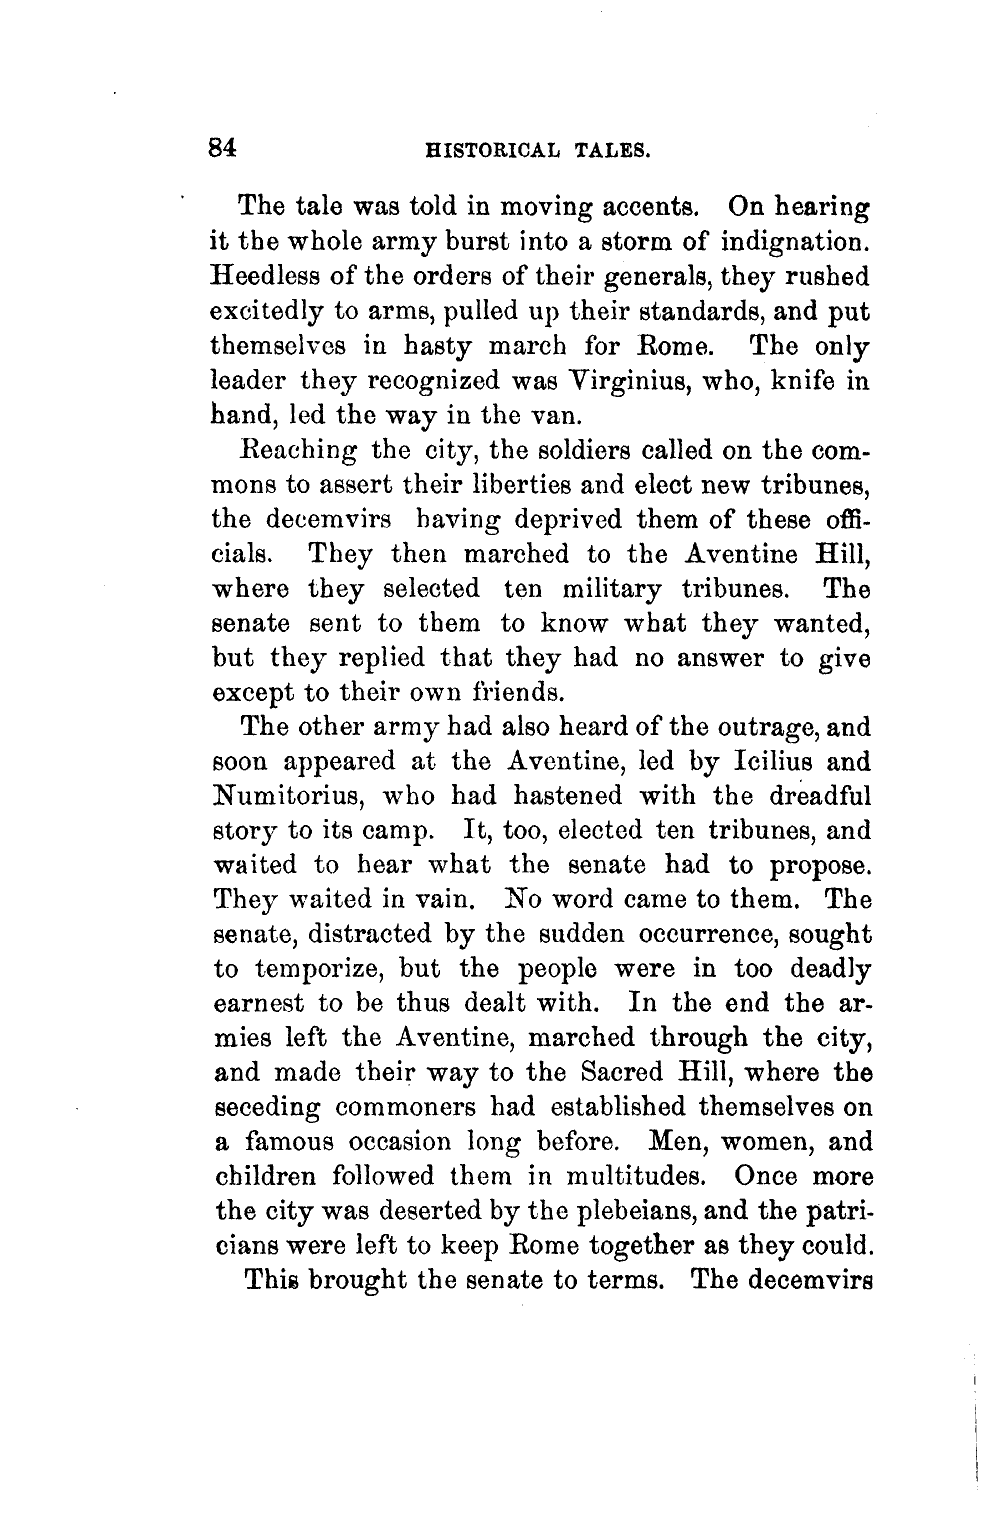 84 HISTORICAL TALES.
The tale was told in moving accents. On hearing
it the whole army burst into a storm of indignation.
Heedless of the orders of their generals, they rushed
excitedly to arms, pulled up their standards, and put
themselves in hasty march for Rome. The only
leader they recognized was Virginius, who, knife in
hand, led the way in the van.
Reaching the city, the soldiers called on the com-
mons to assert their liberties and elect new tribunes,
the decemvirs having deprived them of these offi-
cials. They then marched to the Aventine Hill,
where they selected ten military tribunes. The
senate sent to them to know what they wanted,
but they replied that they had no answer to give
except to their own friends.
The other army had also heard of the outrage, and
soon appeared at the Aventine, led by Icilius and
Numitorius, who had hastened with the dreadful
story to its camp. It, too, elected ten tribunes, and
waited to hear what the senate had to propose.
They waited in vain. No word came to them. The
senate, distracted by the sudden occurrence, sought
to temporize, but the people were in too deadly
earnest to be thus dealt with. In the end the ar-
mies left the Aventine, marched through the city,
and made their way to the Sacred Hill, where the
seceding commoners had established themselves on
a famous occasion long before. Men, women, and
children followed them in multitudes. Once more
the city was deserted by the plebeians, and the patri-
cians were left to keep Rome together as they could.
This brought the senate to terms. The decemvirs